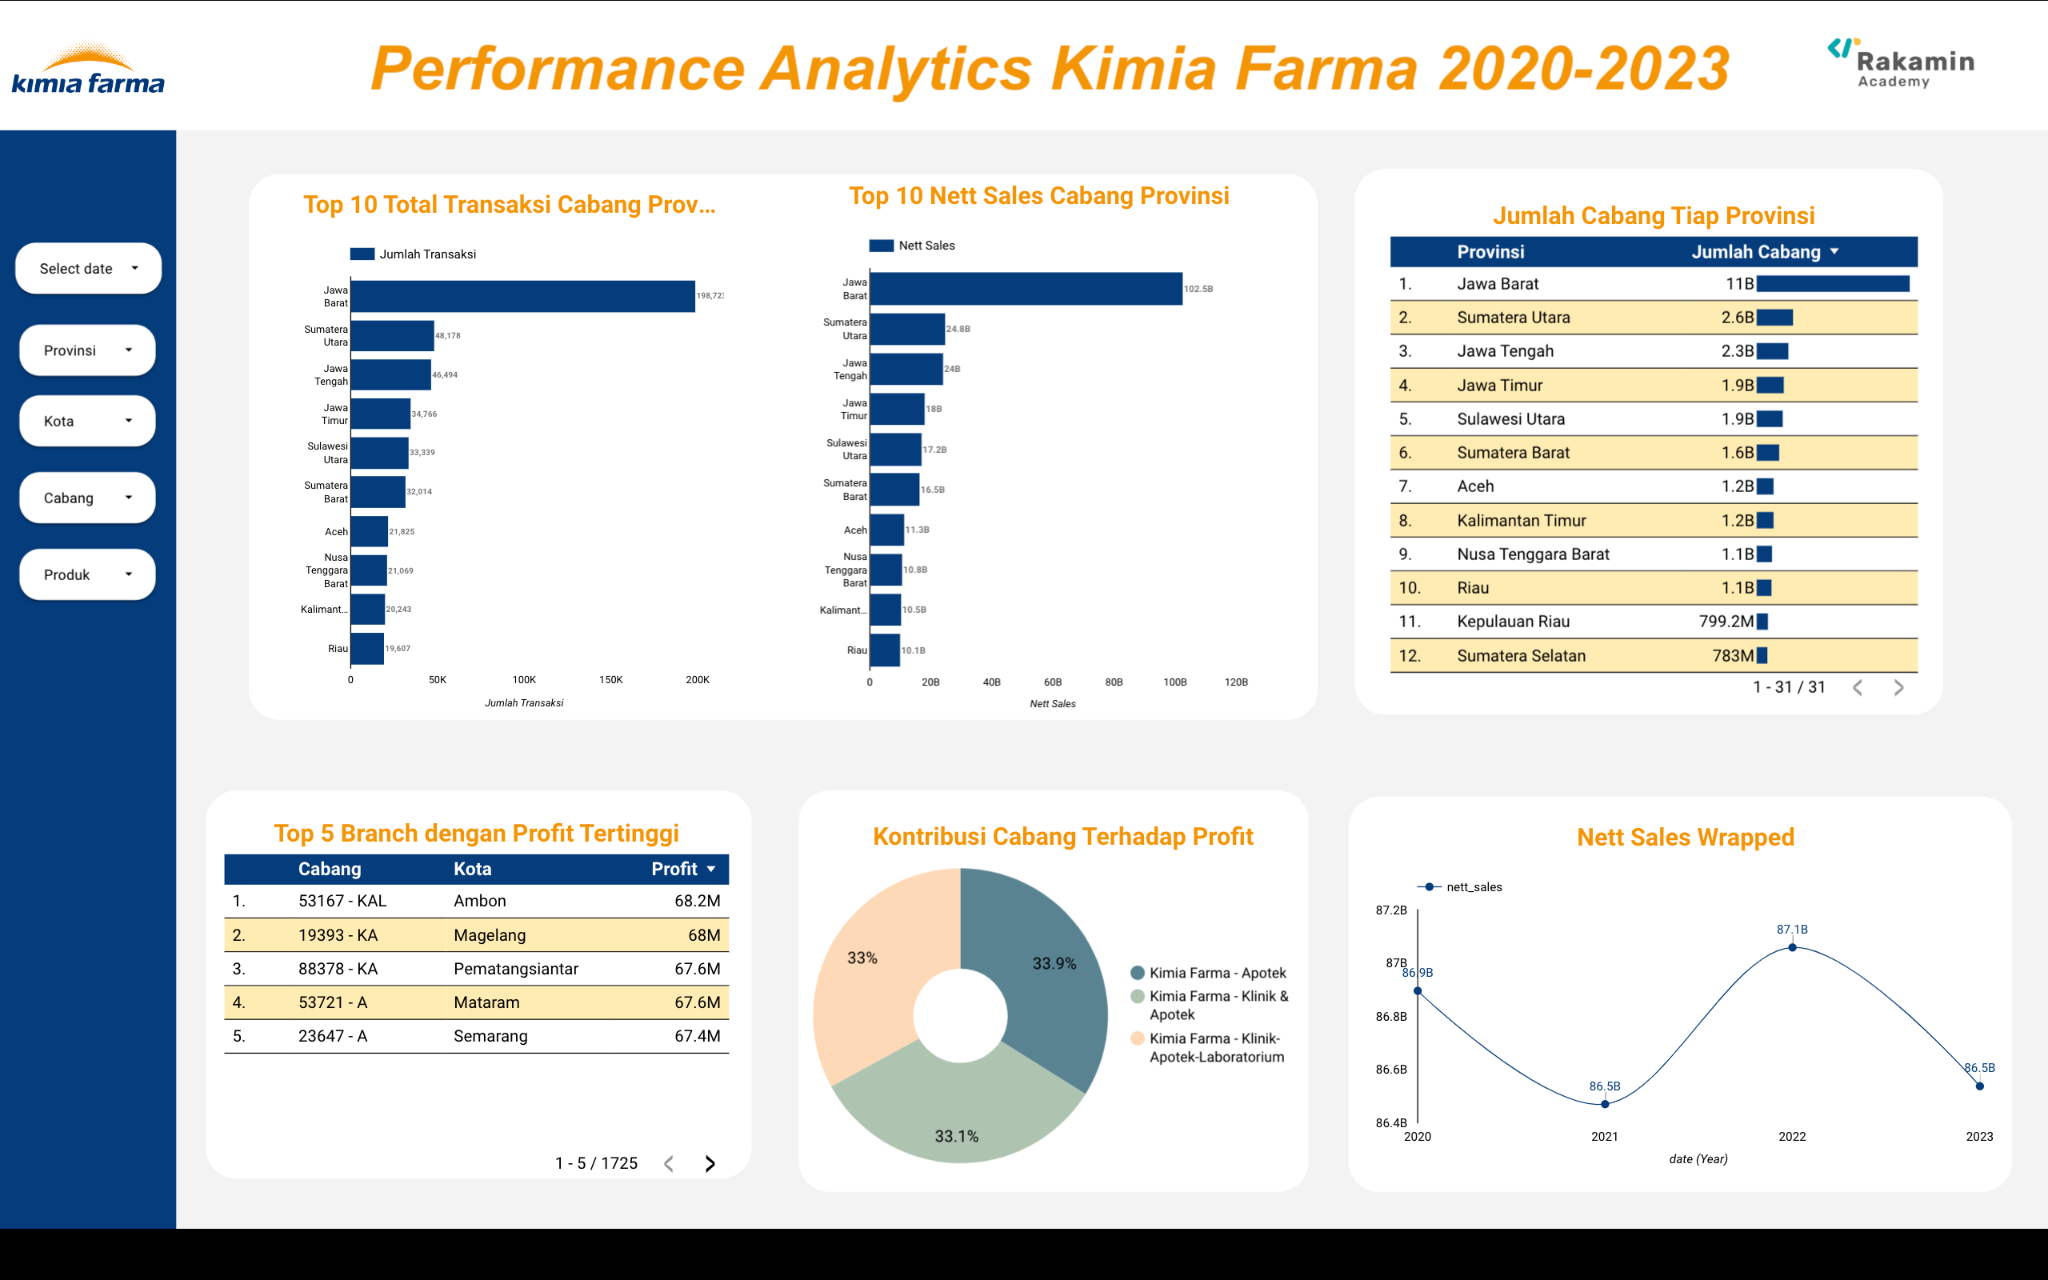 kimia farma
Performance Analytics Kimia Farma 2020-2023
Rakamin
Academy
Select date
Provinsi
Kota
Cabang
Produk
Top 10 Total Transaksi Cabang Prov...
Jumlah Transaksi
Jawa
Barat
198,72
Sumatera
Utara
48,178
Jawa
Tengah
46,494
Jawa
Timur
34,766
Sulawesi
Utara
33,339
Sumatera
Barat
32,014
Aceh
21,825
Nusa
Tenggara
Barat
21,069
Kalimant...
20,243
Riau
19,607
0 50K 100K 150K 200K
Jumlah Transaksi
Top 10 Nett Sales Cabang Provinsi
Nett Sales
Jawa
Barat
102.5B
Sumatera
Utara
24.8B
Jawa
Tengah
24B
Jawa
Timur
18B
Sulawesi
Utara
17.2B
Sumatera
Barat
16.5B
Aceh
11.3B
Nusa
Tenggara
Barat
10.8B
Kalimant...
10.5B
Riau
10.1B
0 20B 40B 60B 80B 100B 120B
Nett Sales
Jumlah Cabang Tiap Provinsi
Provinsi Jumlah Cabang
1. Jawa Barat 11B
2. Sumatera Utara 2.6B
3. Jawa Tengah 2.3B
4. Jawa Timur 1.9B
5. Sulawesi Utara 1.9B
6. Sumatera Barat 1.6B
7. Aceh 1.2B
8. Kalimantan Timur 1.2B
9. Nusa Tenggara Barat 1.1B
10. Riau 1.1B
11. Kepulauan Riau 799.2M
12. Sumatera Selatan 783M
1 - 31 / 31
Top 5 Branch dengan Profit Tertinggi
Cabang Kota Profit
1. 53167 - KAL Ambon 68.2M
2. 19393 - KA Magelang 68M
3. 88378 - KA Pematangsiantar 67.6M
4. 53721 - A Mataram 67.6M
5. 23647 - A Semarang 67.4M
1 - 5 / 1725
Kontribusi Cabang Terhadap Profit
33%
33.9%
33.1%
Kimia Farma - Apotek
Kimia Farma - Klinik &
Apotek
Kimia Farma - Klinik-
Apotek-Laboratorium
Nett Sales Wrapped
nett_sales
87.2B
87B
86.8B
86.6B
86.4B
86.9B
86.5B
87.1B
86.5B
2020 2021 2022 2023
date (Year)